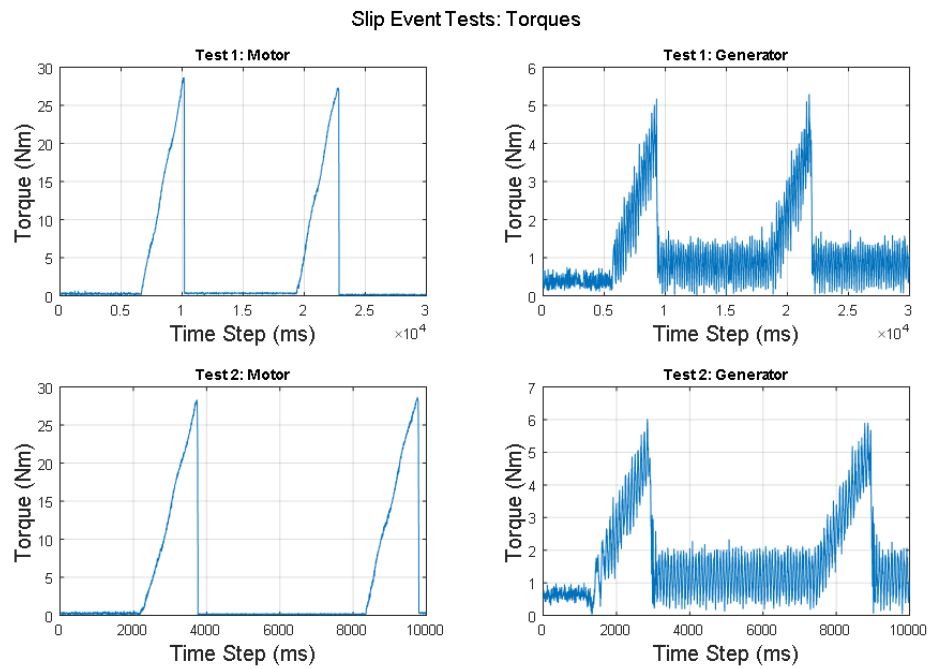 Slip Event Tests: Torques
Test 1: Motor
30
25
20
15
10
5
0
Torque (Nm)
0 0.5 1 1.5 2 2.5 3
Time Step (ms)
×10⁴
Test 1: Generator
6
5
4
3
2
1
0
Torque (Nm)
0 0.5 1 1.5 2 2.5 3
Time Step (ms)
×10⁴
Test 2: Motor
30
25
20
15
10
5
0
Torque (Nm)
0 2000 4000 6000 8000 10000
Time Step (ms)
Test 2: Generator
7
6
5
4
3
2
1
0
Torque (Nm)
0 2000 4000 6000 8000 10000
Time Step (ms)